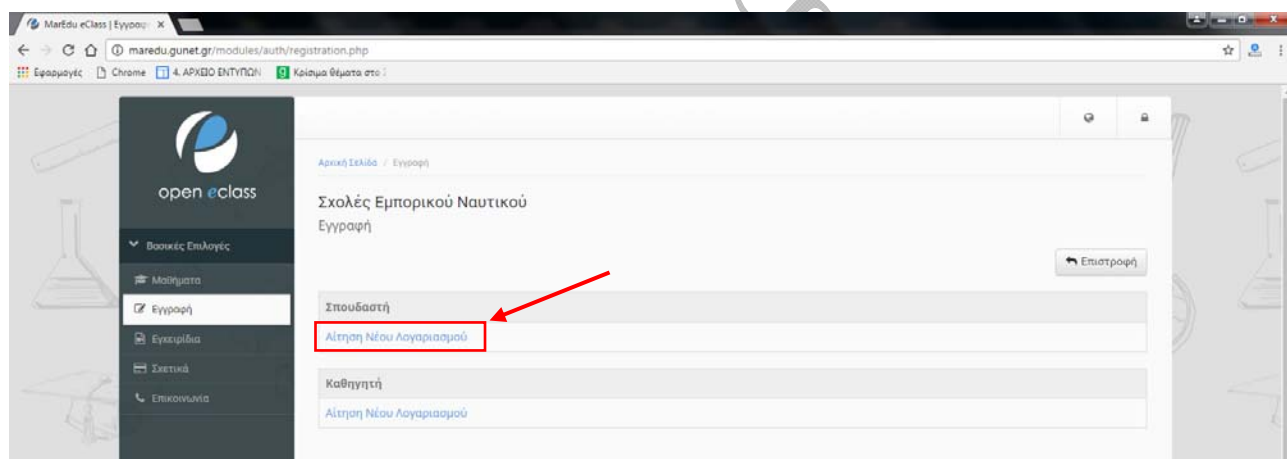 MarEdu eClass | Εγγραφ
maredu.gunet.gr/modules/auth/registration.php
Εφαρμογές Chrome 4. ΑΡΧΕΙΟ ΕΝΤΥΠΩΝ Κρίσιμα θέματα στο
open eclass
Αρχική Σελίδα / Εγγραφή
Σχολές Εμπορικού Ναυτικού
Εγγραφή
Βασικές Επιλογές
Επιστροφή
Μαθήματα
Εγγραφή
Εγχειρίδια
Σχετικά
Επικοινωνία
Σπουδαστή
Αίτηση Νέου Λογαριασμού
Καθηγητή
Αίτηση Νέου Λογαριασμού